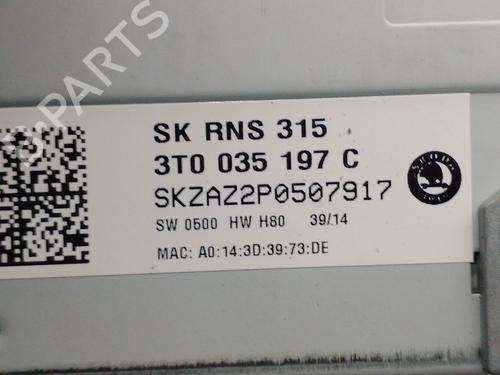 PARTS
SK RNS 315
3T0 035 197 C
SKZAZ2P0507917
SW 0500 HW H80 39/14
MAC: A0:14:3D:39:73:DE
SKODA